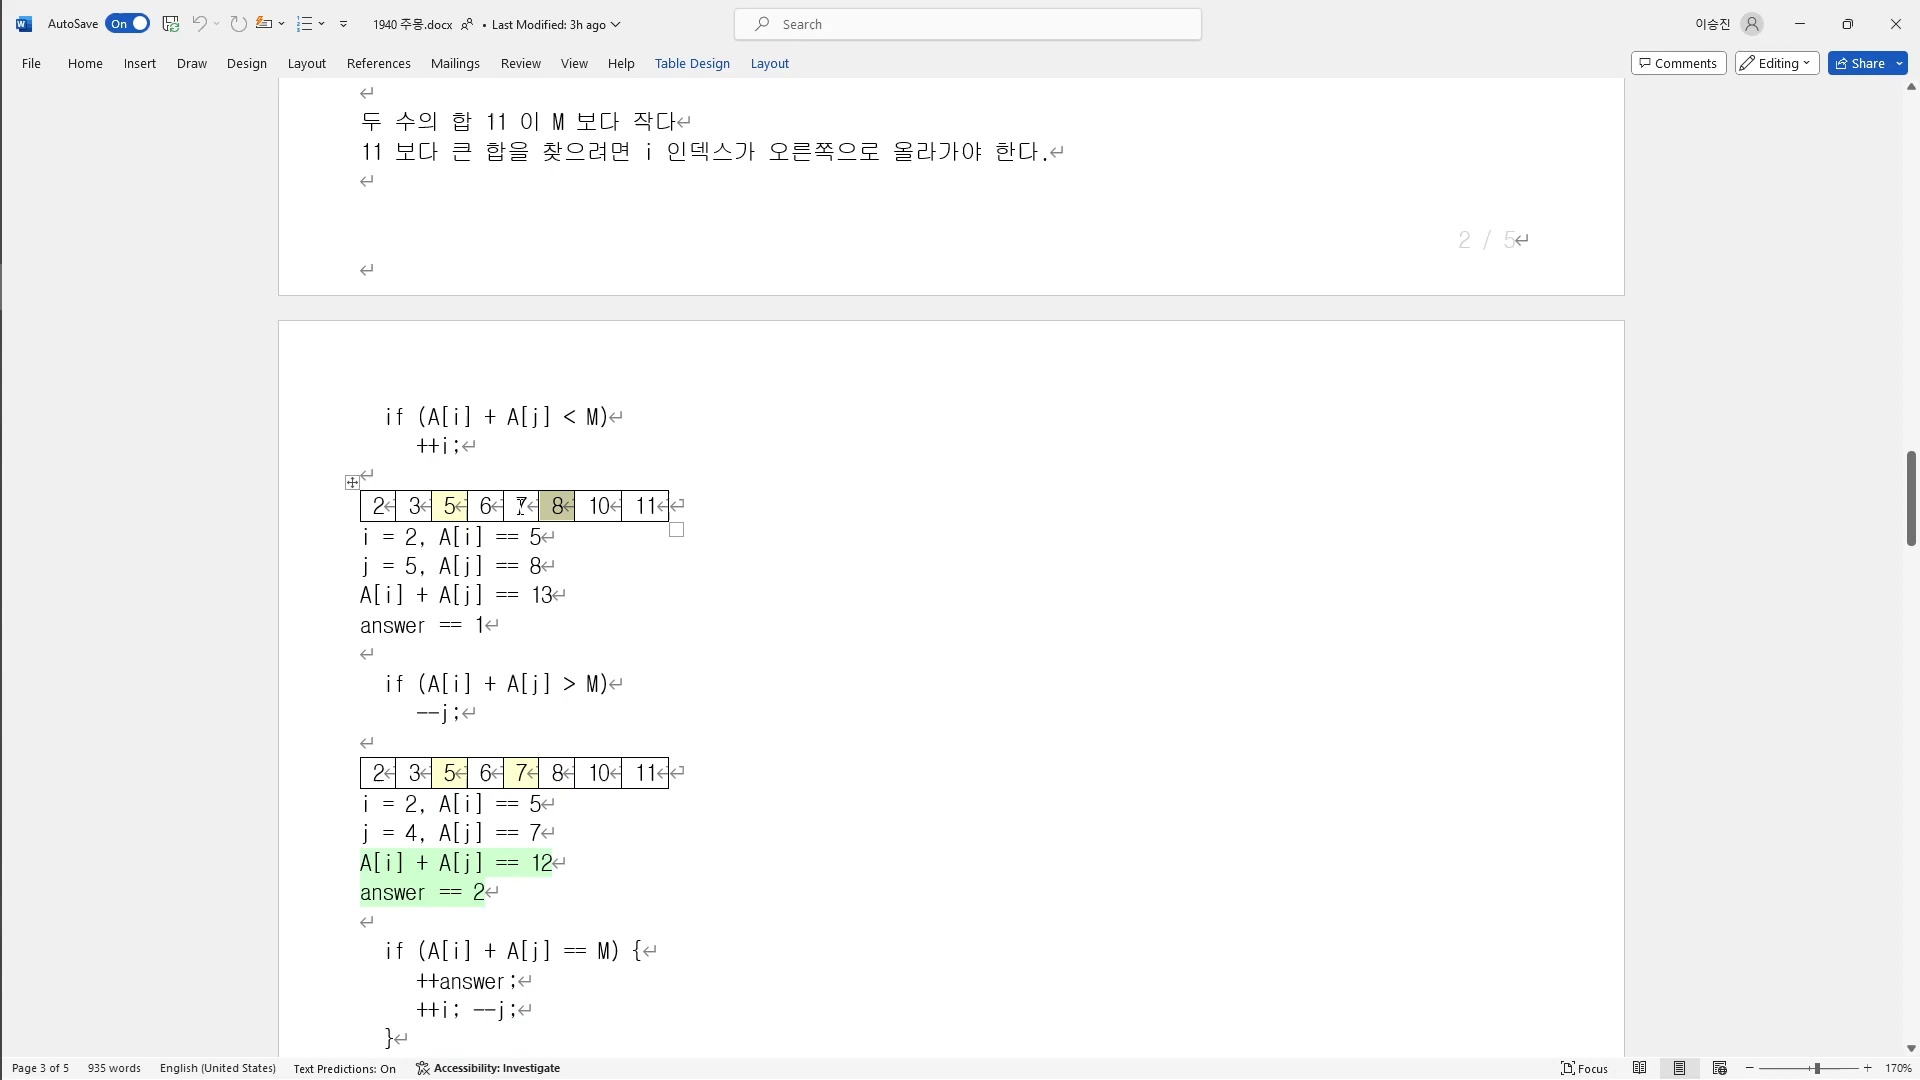 AutoSave On 1940 주몽.docx • Last Modified: 3h ago Search 이승진
File Home Insert Draw Design Layout References Mailings Review View Help Table Design Layout Comments Editing Share
두 수의 합 11 이 M 보다 작다
11 보다 큰 합을 찾으려면 i 인덱스가 오른쪽으로 올라가야 한다.
2 / 5
if (A[i] + A[j] < M)
++i;
2 3 5 6 7 8 10 11
i = 2, A[i] == 5
j = 5, A[j] == 8
A[i] + A[j] == 13
answer == 1
if (A[i] + A[j] > M)
--j;
2 3 5 6 7 8 10 11
i = 2, A[i] == 5
j = 4, A[j] == 7
A[i] + A[j] == 12
answer == 2
if (A[i] + A[j] == M) {
++answer;
++i; --j;
}
Page 3 of 5 935 words English (United States) Text Predictions: On Accessibility: Investigate Focus 170%